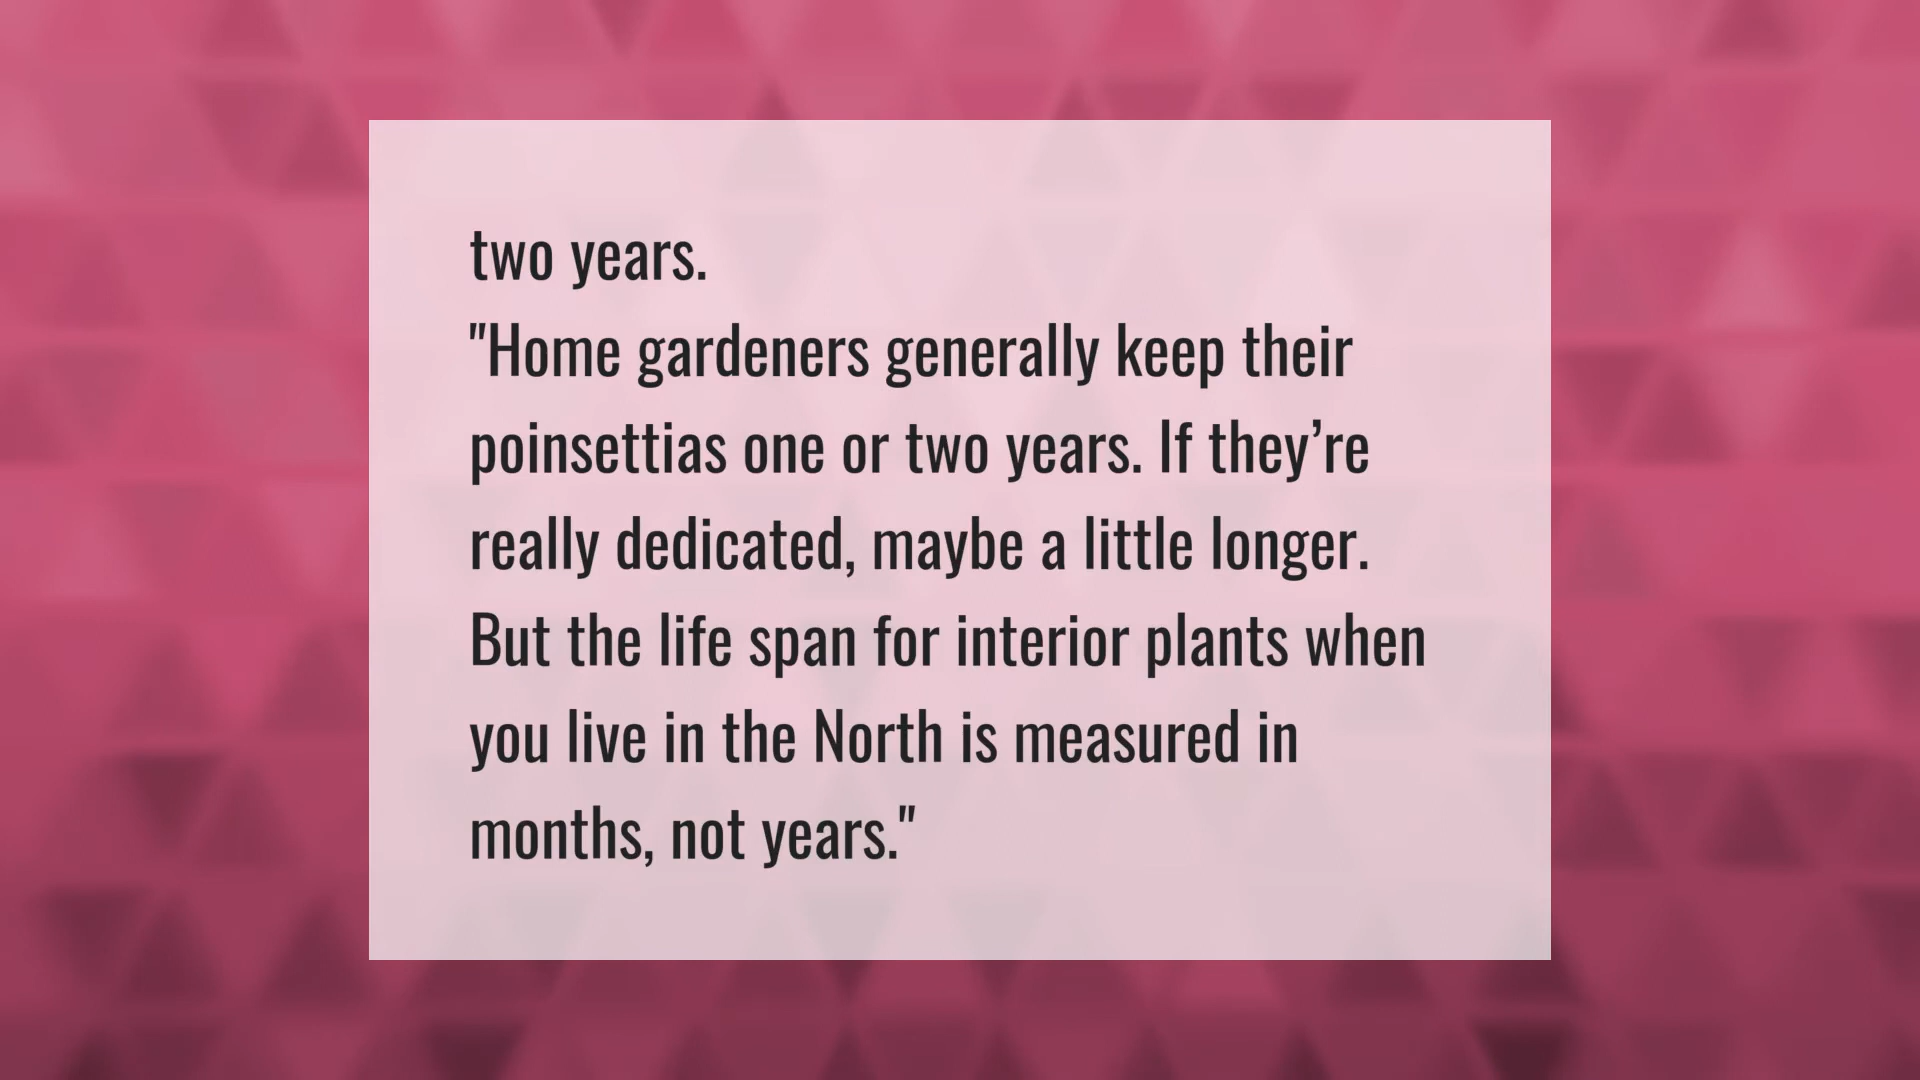 two years.
"Home gardeners generally keep their
poinsettias one or two years. If they’re
really dedicated, maybe a little longer.
But the life span for interior plants when
you live in the North is measured in
months, not years."